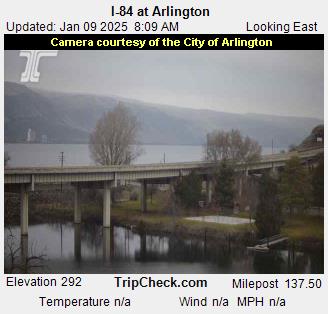 I-84 at Arlington
Updated: Jan 09 2025 8:09 AM Looking East
Camera courtesy of the City of Arlington
Elevation 292 TripCheck.com Milepost 137.50
Temperature n/a Wind n/a MPH n/a